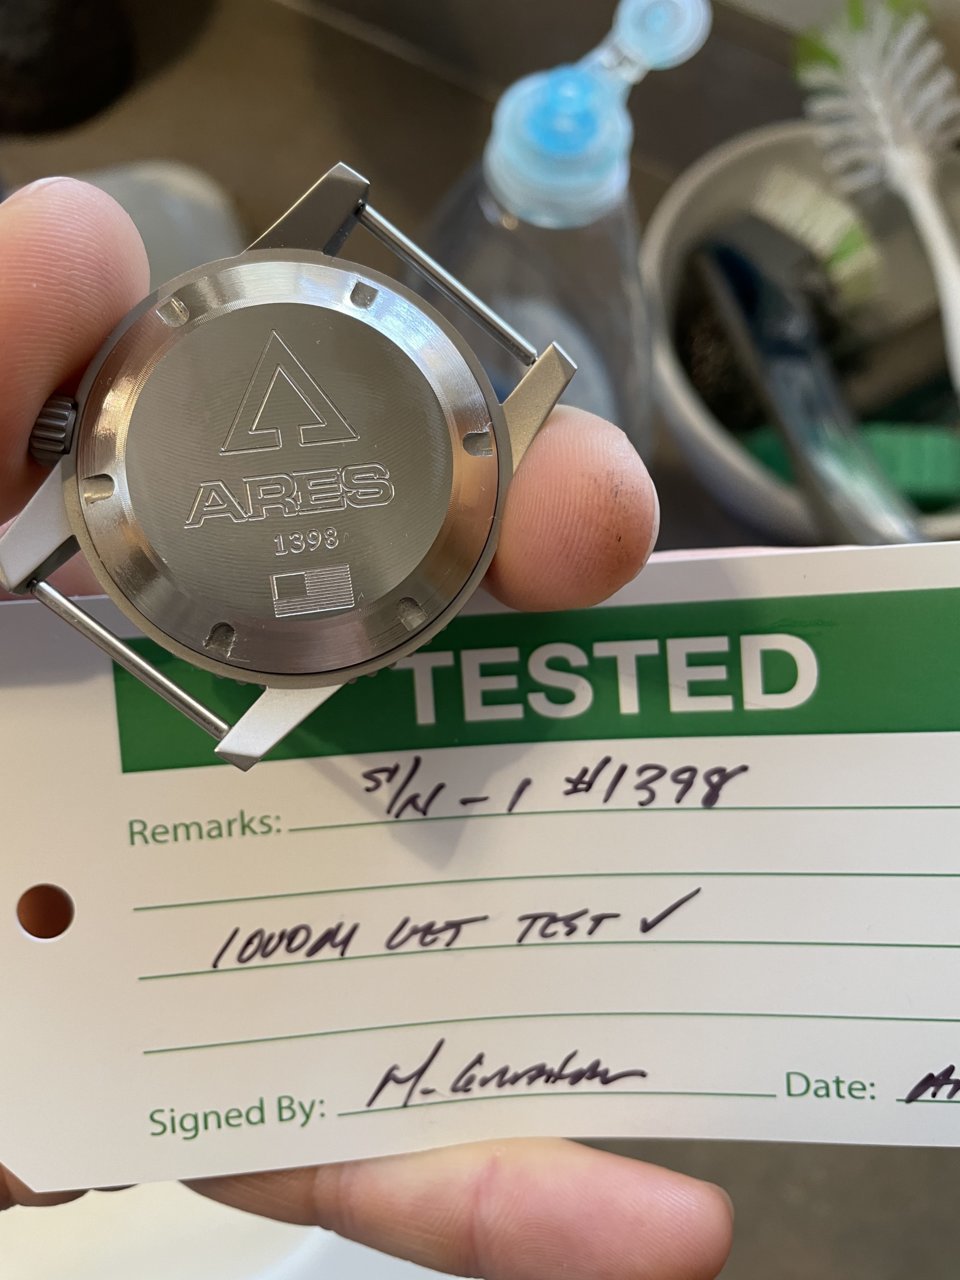 ARES
1398
TESTED
Remarks: S/N - 1 #1398
1000M WET TEST ✓
Signed By: M.
Date: